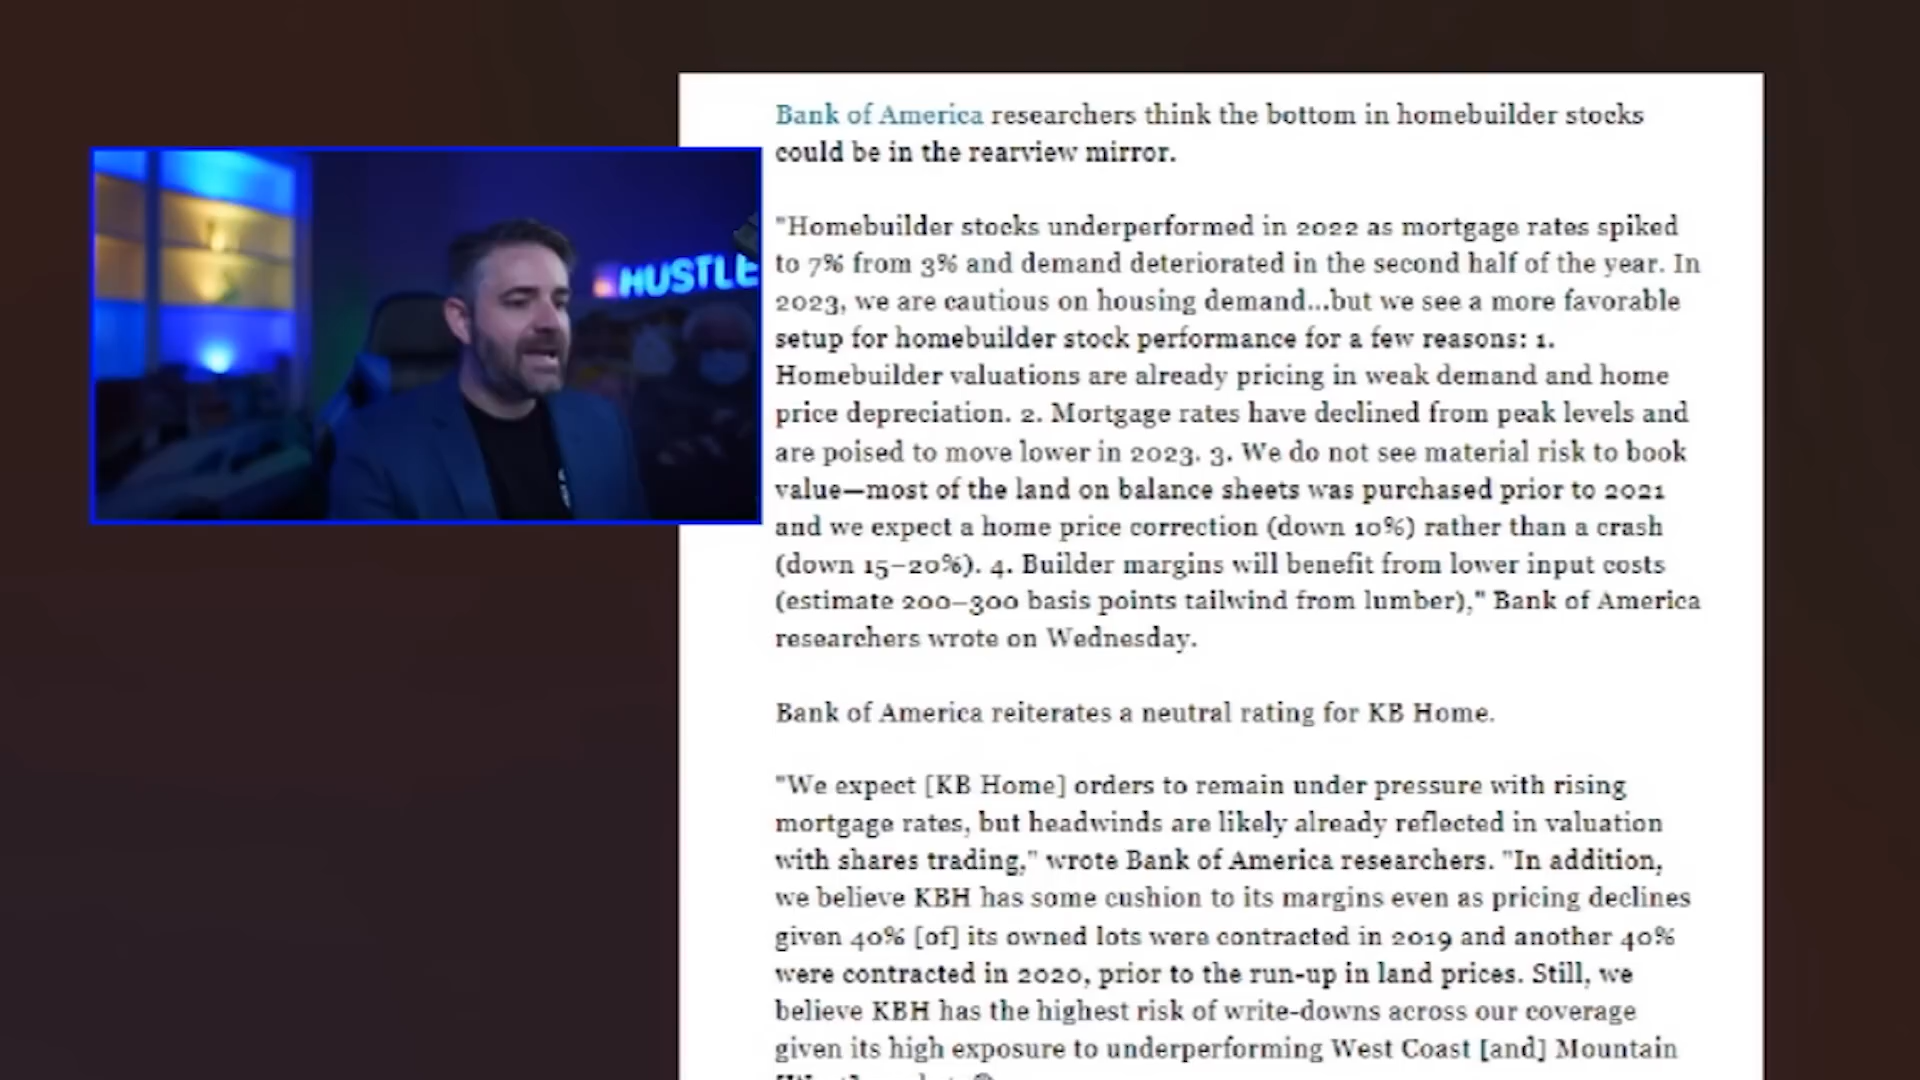 Bank of America researchers think the bottom in homebuilder stocks
could be in the rearview mirror.
HUSTLE
"Homebuilder stocks underperformed in 2022 as mortgage rates spiked
to 7% from 3% and demand deteriorated in the second half of the year. In
2023, we are cautious on housing demand...but we see a more favorable
setup for homebuilder stock performance for a few reasons: 1.
Homebuilder valuations are already pricing in weak demand and home
price depreciation. 2. Mortgage rates have declined from peak levels and
are poised to move lower in 2023. 3. We do not see material risk to book
value—most of the land on balance sheets was purchased prior to 2021
and we expect a home price correction (down 10%) rather than a crash
(down 15–20%). 4. Builder margins will benefit from lower input costs
(estimate 200–300 basis points tailwind from lumber)," Bank of America
researchers wrote on Wednesday.
Bank of America reiterates a neutral rating for KB Home.
"We expect [KB Home] orders to remain under pressure with rising
mortgage rates, but headwinds are likely already reflected in valuation
with shares trading," wrote Bank of America researchers. "In addition,
we believe KBH has some cushion to its margins even as pricing declines
given 40% [of] its owned lots were contracted in 2019 and another 40%
were contracted in 2020, prior to the run-up in land prices. Still, we
believe KBH has the highest risk of write-downs across our coverage
given its high exposure to underperforming West Coast [and] Mountain